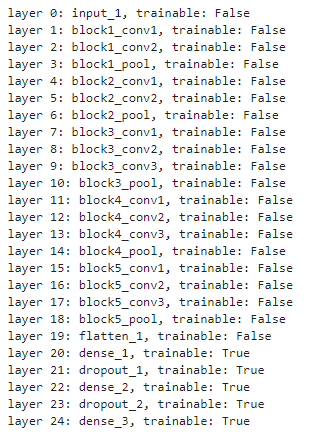 layer 0: input_1, trainable: False
layer 1: block1_conv1, trainable: False
layer 2: block1_conv2, trainable: False
layer 3: block1_pool, trainable: False
layer 4: block2_conv1, trainable: False
layer 5: block2_conv2, trainable: False
layer 6: block2_pool, trainable: False
layer 7: block3_conv1, trainable: False
layer 8: block3_conv2, trainable: False
layer 9: block3_conv3, trainable: False
layer 10: block3_pool, trainable: False
layer 11: block4_conv1, trainable: False
layer 12: block4_conv2, trainable: False
layer 13: block4_conv3, trainable: False
layer 14: block4_pool, trainable: False
layer 15: block5_conv1, trainable: False
layer 16: block5_conv2, trainable: False
layer 17: block5_conv3, trainable: False
layer 18: block5_pool, trainable: False
layer 19: flatten_1, trainable: False
layer 20: dense_1, trainable: True
layer 21: dropout_1, trainable: True
layer 22: dense_2, trainable: True
layer 23: dropout_2, trainable: True
layer 24: dense_3, trainable: True